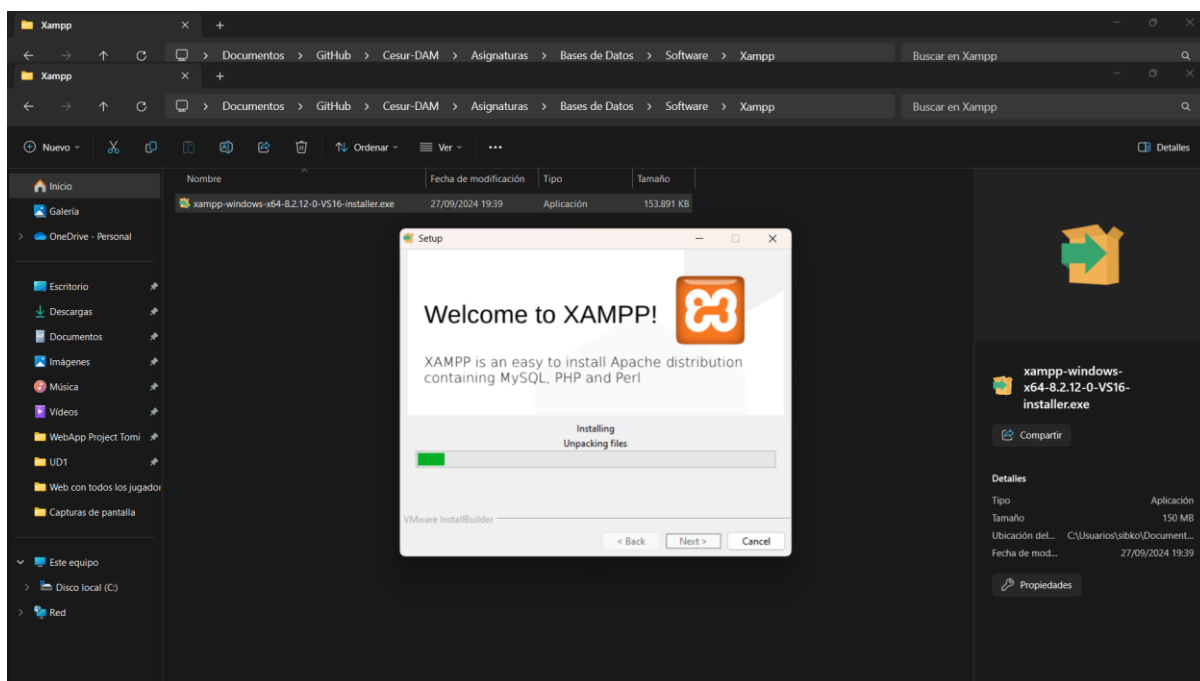 Xampp
Documentos > GitHub > Cesur-DAM > Asignaturas > Bases de Datos > Software > Xampp
Buscar en Xampp
Xampp
Documentos > GitHub > Cesur-DAM > Asignaturas > Bases de Datos > Software > Xampp
Buscar en Xampp
Nuevo
Ordenar
Ver
Detalles
Inicio
Galería
OneDrive - Personal
Escritorio
Descargas
Documentos
Imágenes
Música
Vídeos
WebApp Project Tomi
UD1
Web con todos los jugador
Capturas de pantalla
Este equipo
Disco local (C:)
Red
Nombre Fecha de modificación Tipo Tamaño
xampp-windows-x64-8.2.12-0-VS16-installer.exe 27/09/2024 19:39 Aplicación 153.891 KB
Setup
Welcome to XAMPP!
XAMPP is an easy to install Apache distribution
containing MySQL, PHP and Perl
Installing
Unpacking files
VMware InstallBuilder
< Back Next > Cancel
xampp-windows-
x64-8.2.12-0-VS16-
installer.exe
Compartir
Detalles
Tipo Aplicación
Tamaño 150 MB
Ubicación del... C:\Usuarios\sibko\Document...
Fecha de mod... 27/09/2024 19:39
Propiedades